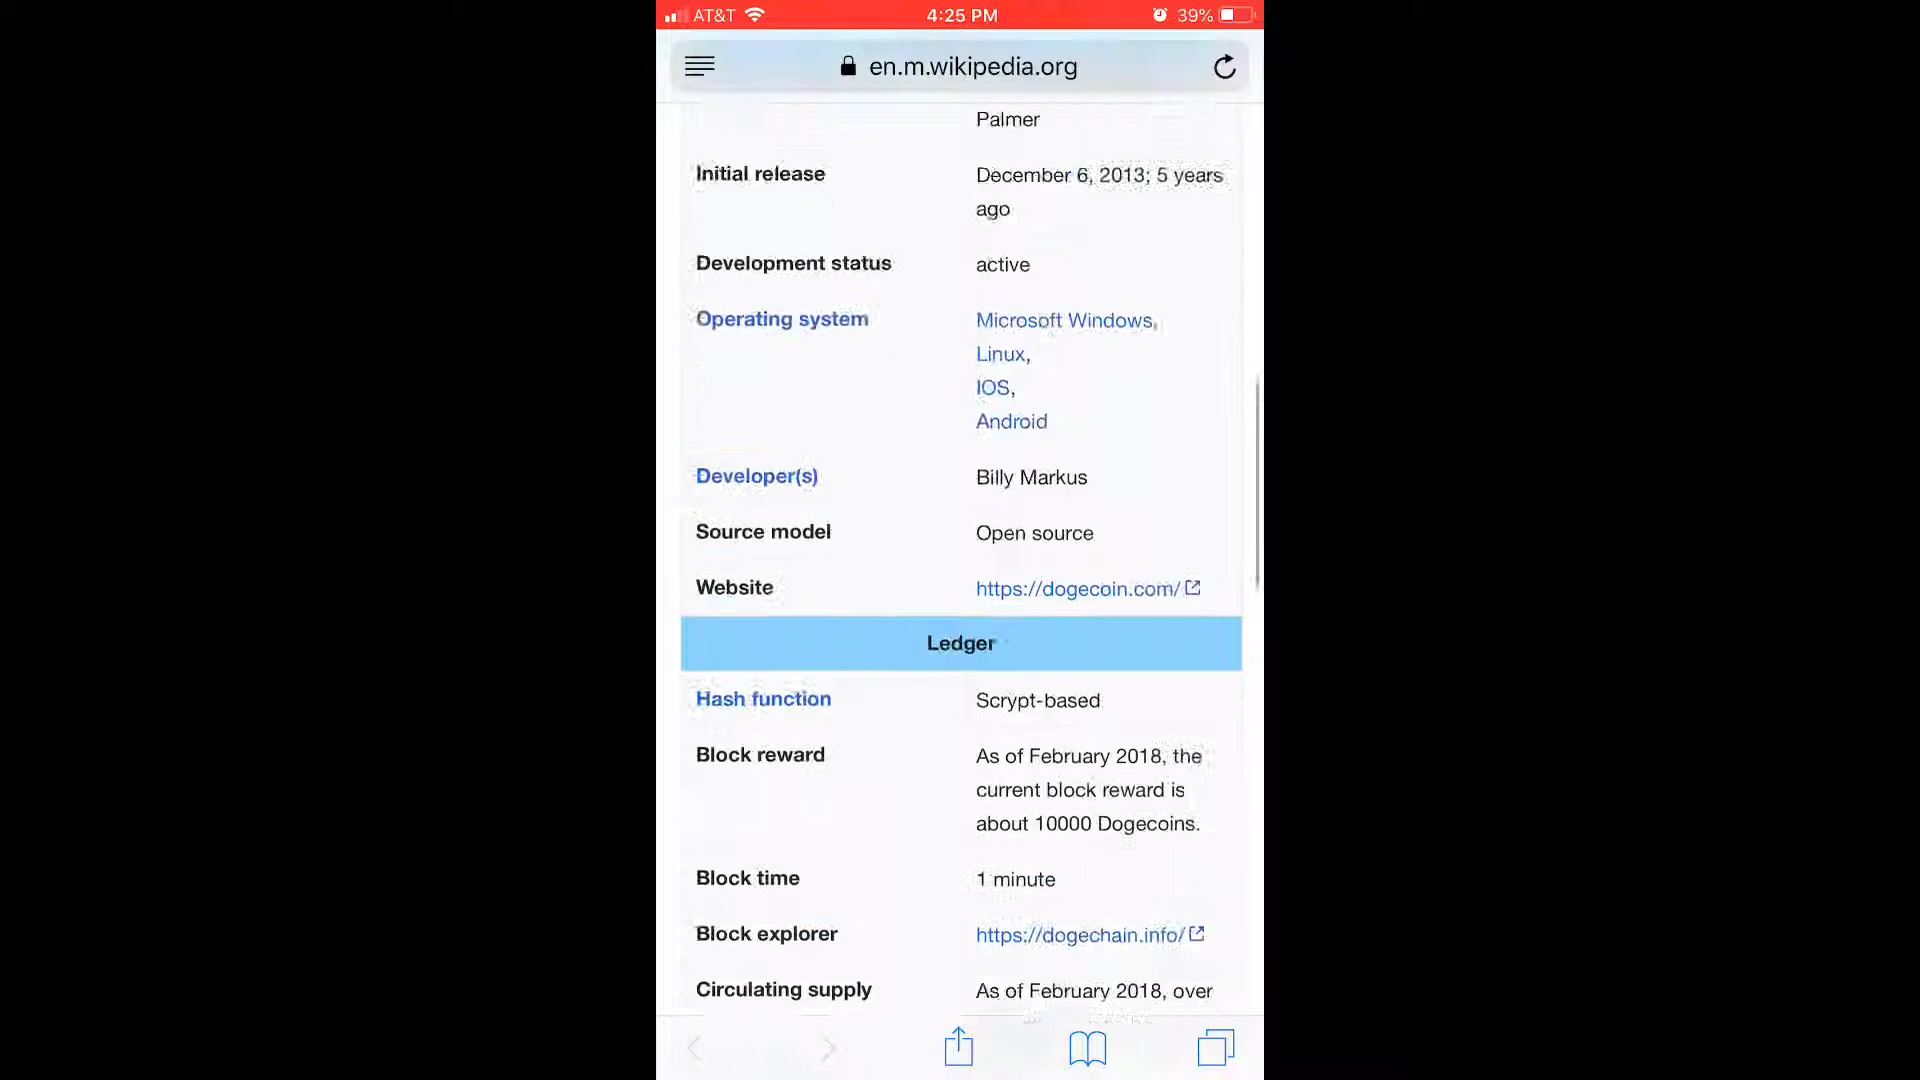 AT&T 4:25 PM 39%
en.m.wikipedia.org
Palmer
Initial release December 6, 2013; 5 years
ago
Development status active
Operating system Microsoft Windows,
Linux,
IOS,
Android
Developer(s) Billy Markus
Source model Open source
Website https://dogecoin.com/
Ledger
Hash function Scrypt-based
Block reward As of February 2018, the
current block reward is
about 10000 Dogecoins.
Block time 1 minute
Block explorer https://dogechain.info/
Circulating supply As of February 2018, over